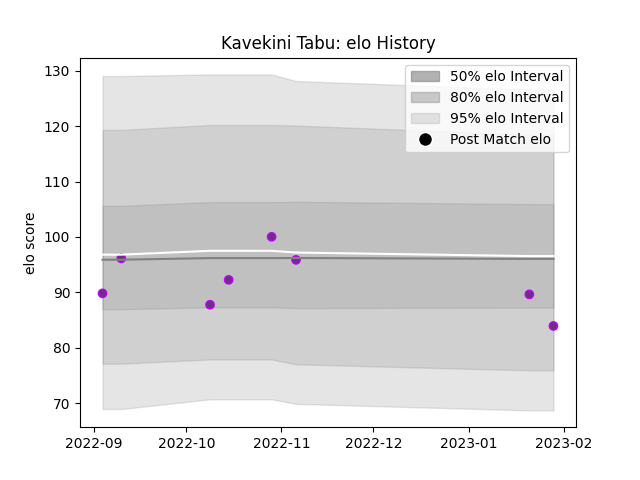 Kavekini Tabu: elo History
130
120
110
100
90
80
70
elo score
50% elo Interval
80% elo Interval
95% elo Interval
Post Match elo
2022-09
2022-10
2022-11
2022-12
2023-01
2023-02